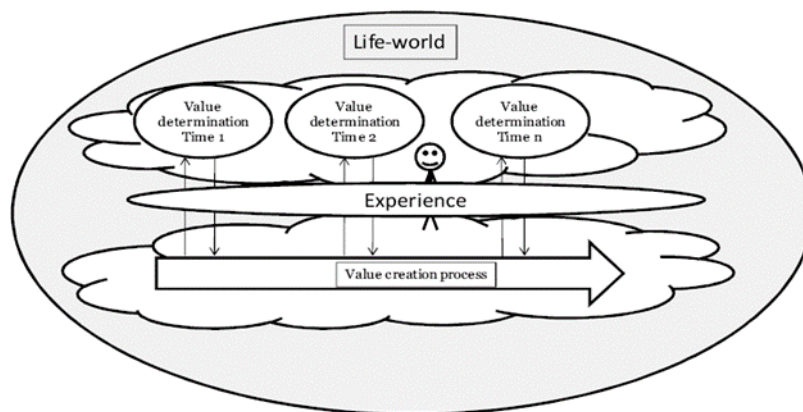 Life-world
Value
determination
Time 1
Value
determination
Time 2
Value
determination
Time n
Experience
Value creation process